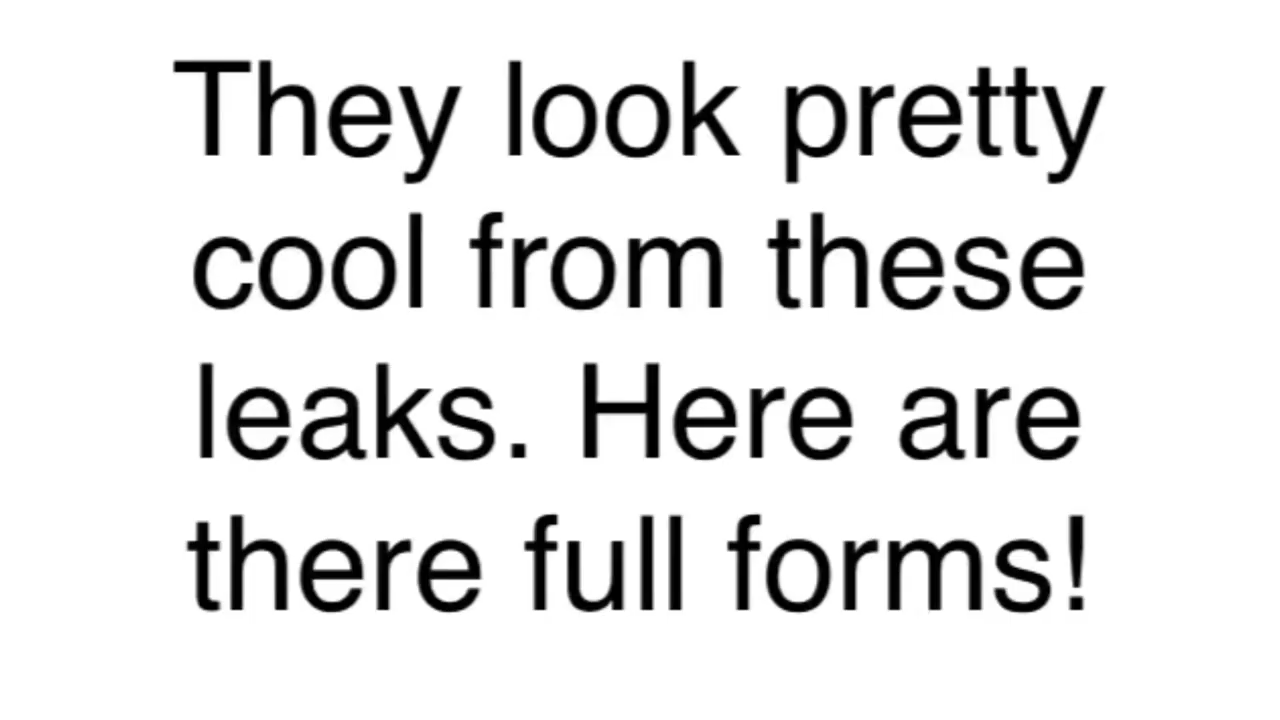 They look pretty
cool from these
leaks. Here are
there full forms!